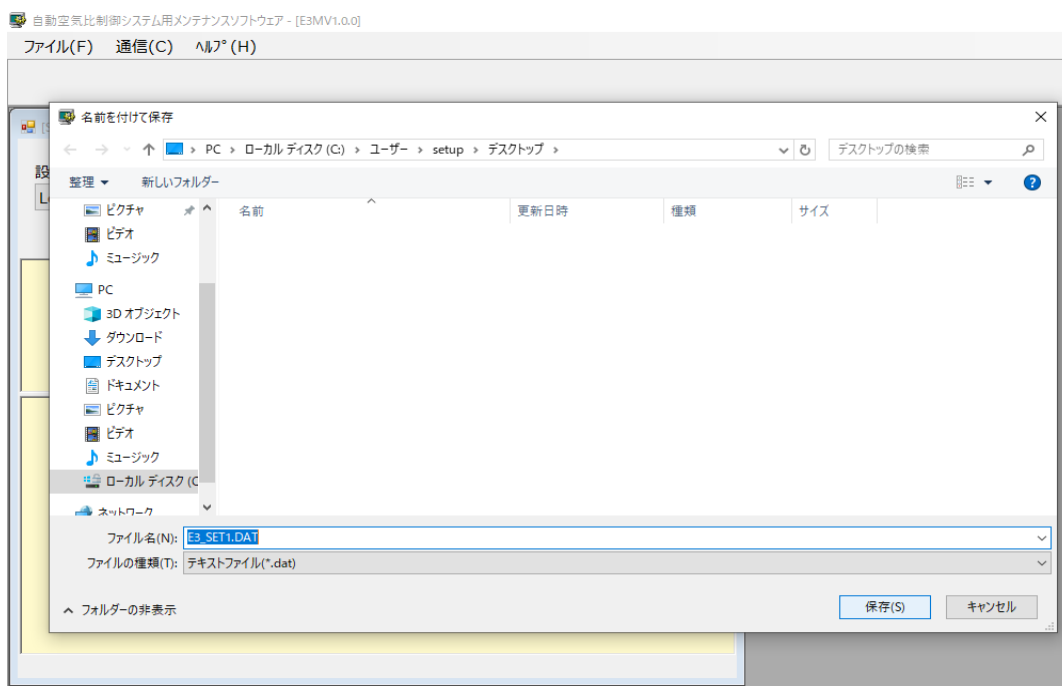 自動空気比制御システム用メンテナンスソフトウェア - [E3MV1.0.0]
ファイル(F) 通信(C) ﾍﾙﾌﾟ(H)
名前を付けて保存
PC › ローカル ディスク (C:) › ユーザー › setup › デスクトップ ›
デスクトップの検索
整理 新しいフォルダー
設
ピクチャ
ビデオ
ミュージック
PC
3D オブジェクト
ダウンロード
デスクトップ
ドキュメント
ピクチャ
ビデオ
ミュージック
ローカル ディスク (C
ネットワーク
名前 更新日時 種類 サイズ
ファイル名(N): E3_SET1.DAT
ファイルの種類(T): テキストファイル(*.dat)
フォルダーの非表示
保存(S) キャンセル